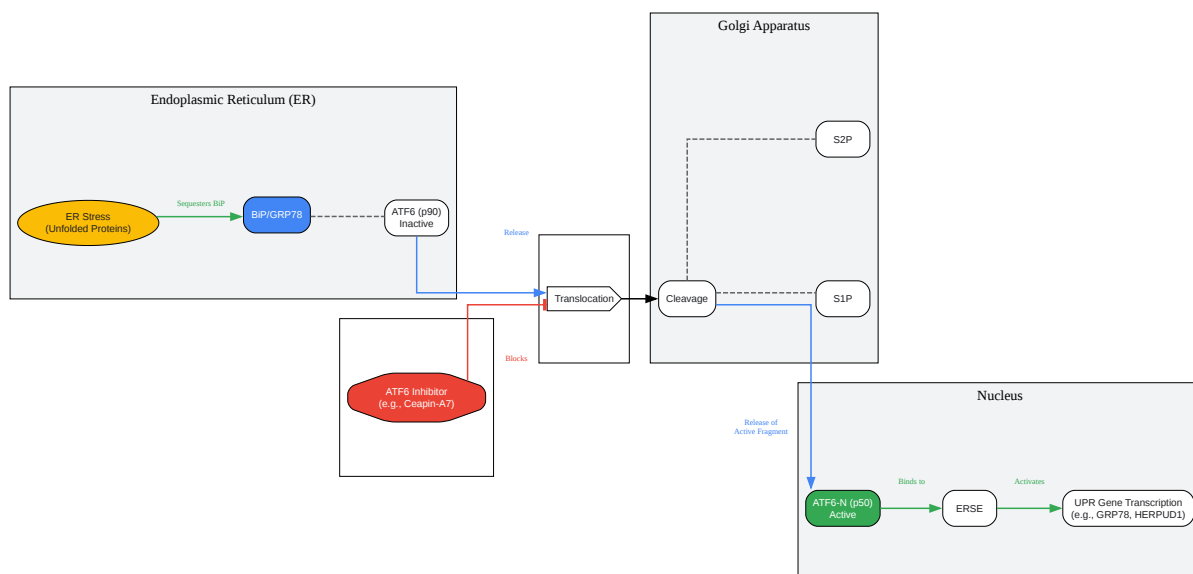 Golgi Apparatus
Endoplasmic Reticulum (ER)
S2P
Sequesters BiP
ER Stress
(Unfolded Proteins)
BiP/GRP78
ATF6 (p90)
Inactive
Release
Translocation
Cleavage
S1P
Blocks
ATF6 Inhibitor
(e.g., Ceapin-A7)
Nucleus
Release of
Active Fragment
ATF6-N (p50)
Active
Binds to
ERSE
Activates
UPR Gene Transcription
(e.g., GRP78, HERPUD1)